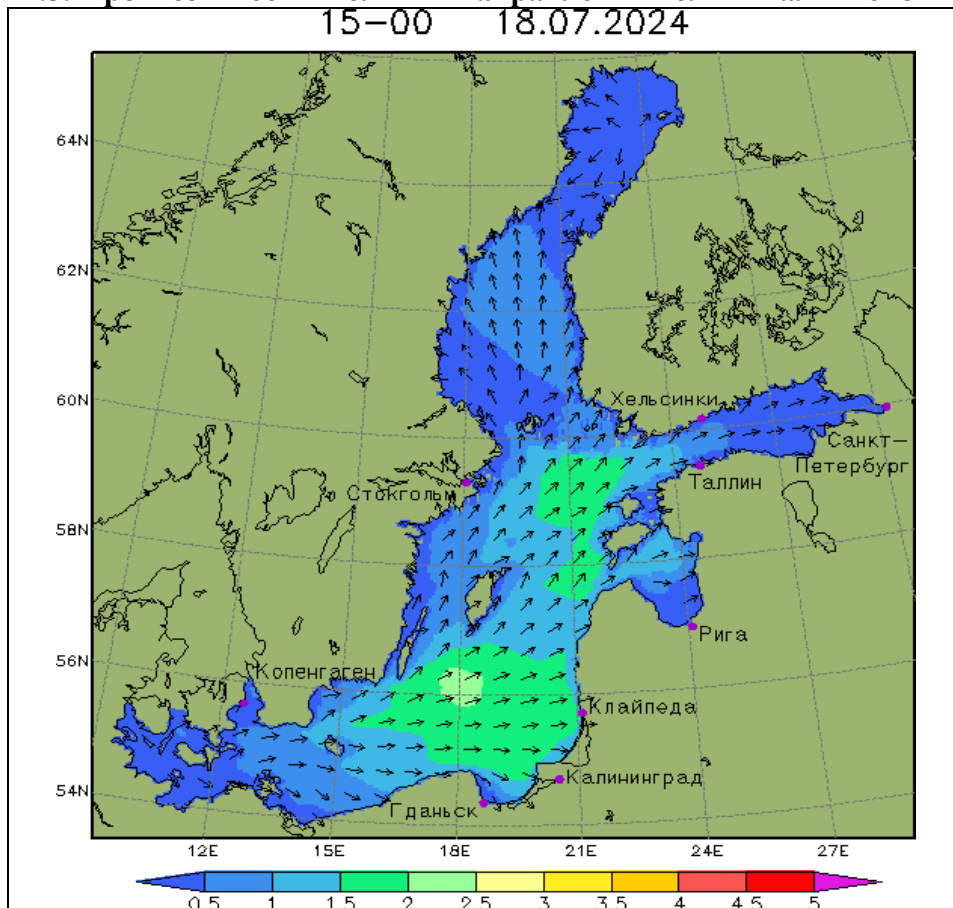 15-00 18.07.2024
64N
62N
60N
58N
56N
54N
Хельсинки
Санкт-
Петербург
Таллин
Стокгольм
Рига
Копенгаген
Клайпеда
Калининград
Гданьск
12E 15E 18E 21E 24E 27E
0.5 1 1.5 2 2.5 3 3.5 4 4.5 5